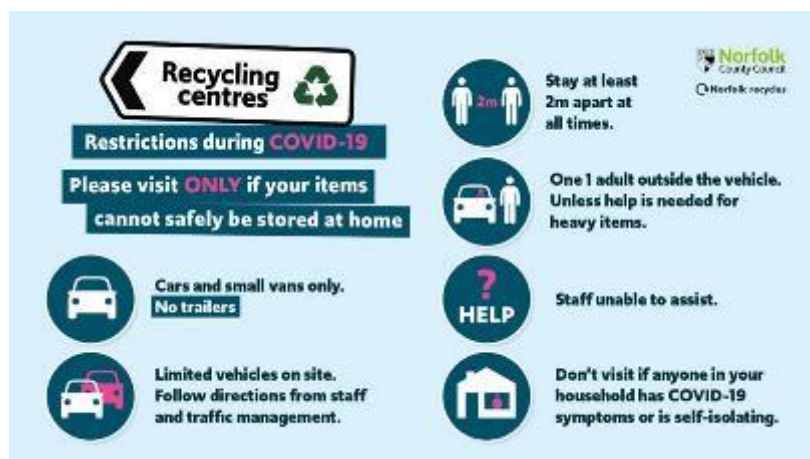 Recycling
centres
Restrictions during COVID-19
Please visit ONLY if your items
cannot safely be stored at home
Cars and small vans only.
No trailers
Limited vehicles on site.
Follow directions from staff
and traffic management.
2m
Stay at least
2m apart at
all times.
One 1 adult outside the vehicle.
Unless help is needed for
heavy items.
?
HELP
Staff unable to assist.
Don't visit if anyone in your
household has COVID-19
symptoms or is self-isolating.
Norfolk
County Council
Norfolk recycles